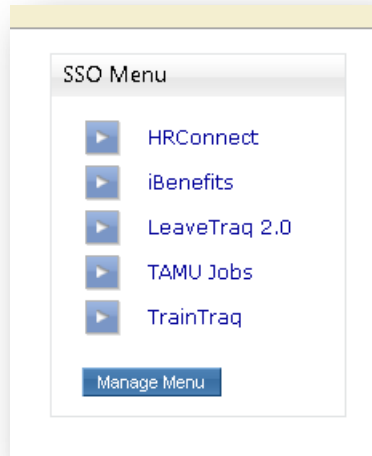 SSO Menu
HRConnect
iBenefits
LeaveTraq 2.0
TAMU Jobs
TrainTraq
Manage Menu